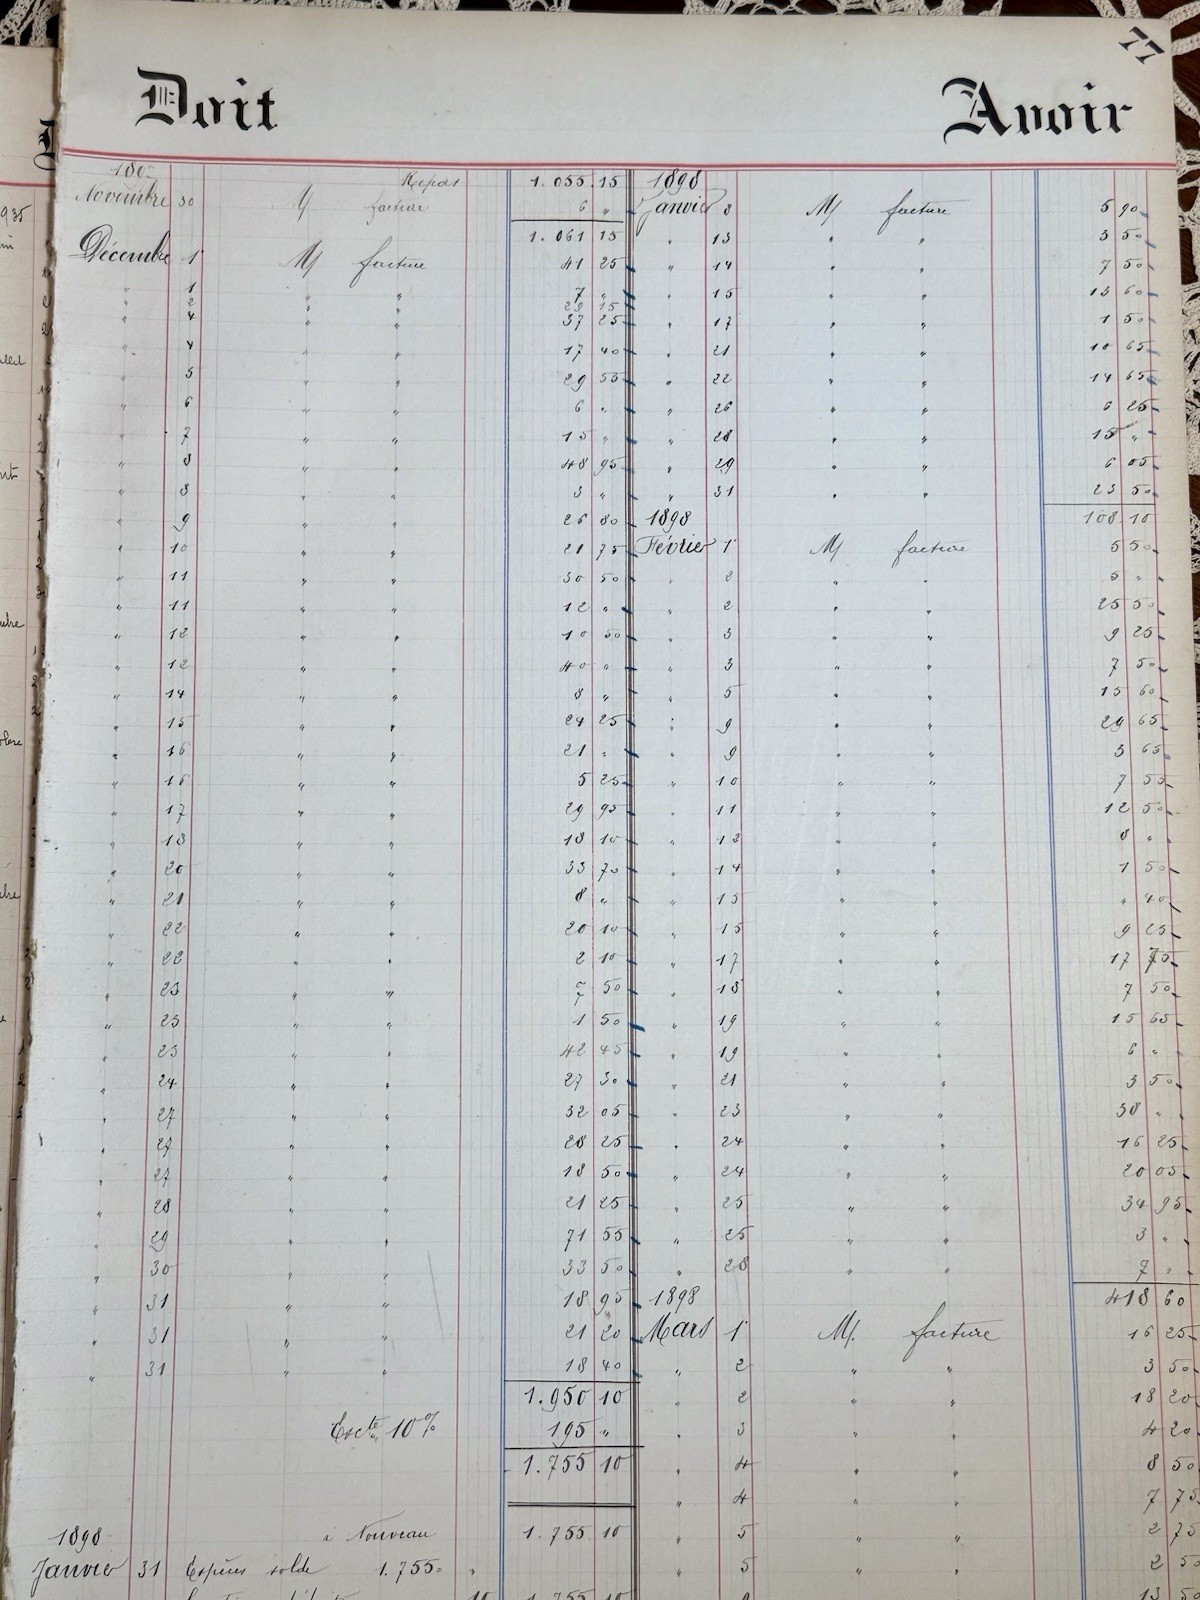 77
Doit Avoir
Report 1.055 15
Novembre 30 M/ facture 6 "
1.061 15
Décembre 1 M/ facture 41 25
" 1 " " 7 "
" 2 " " 29 15
" 4 " " 37 25
" 4 " " 17 40
" 5 " " 29 55
" 6 " " 6 "
" 7 " " 15 "
" 8 " " 48 95
" 8 " " 3 "
" 9 " " 26 80
" 10 " " 21 75
" 11 " " 30 50
" 11 " " 12 "
" 12 " " 10 50
" 12 " " 40 "
" 14 " " 8 "
" 15 " " 24 25
" 16 " " 21 "
" 16 " " 5 25
" 17 " " 29 95
" 18 " " 18 10
" 20 " " 33 70
" 21 " " 8 "
" 22 " " 20 10
" 22 " " 2 10
" 23 " " 7 50
" 23 " " 1 50
" 23 " " 42 45
" 24 " " 27 30
" 27 " " 32 05
" 27 " " 28 25
" 27 " " 18 50
" 28 " " 21 25
" 29 " " 71 55
" 30 " " 33 50
" 31 " " 18 95
" 31 " " 21 20
" 31 " " 18 40
1.950 10
Escte 10% 195 "
1.755 10
1898 à Nouveau 1.755 10
Janvier 31 Espèces solde 1.755 "
10 1.755 10
1898
Janvier 8 M/ facture 5 90
" 13 " " 3 50
" 14 " " 7 50
" 15 " " 13 60
" 17 " " 1 50
" 21 " " 10 65
" 22 " " 14 65
" 26 " " 6 25
" 28 " " 15 "
" 29 " " 6 05
" 31 " " 23 50
1898 108 10
Février 1 M/ facture 5 50
" 2 " " 5 "
" 2 " " 25 50
" 3 " " 9 25
" 3 " " 7 50
" 5 " " 15 60
" 9 " " 29 65
" 9 " " 3 65
" 10 " " 7 50
" 11 " " 12 50
" 12 " " 8 "
" 14 " " 1 50
" 15 " " " 90
" 15 " " 9 25
" 17 " " 17 75
" 18 " " 7 50
" 19 " " 15 65
" 19 " " 6 "
" 21 " " 3 50
" 23 " " 38 "
" 24 " " 16 25
" 24 " " 20 05
" 25 " " 34 95
" 25 " " 3 "
" 28 " " 7 "
1898 418 60
Mars 1 M/ facture 16 25
" 2 " " 3 50
" 2 " " 18 20
" 3 " " 4 20
" 4 " " 8 50
" 4 " " 7 75
" 5 " " 2 75
" 5 " " 2 50